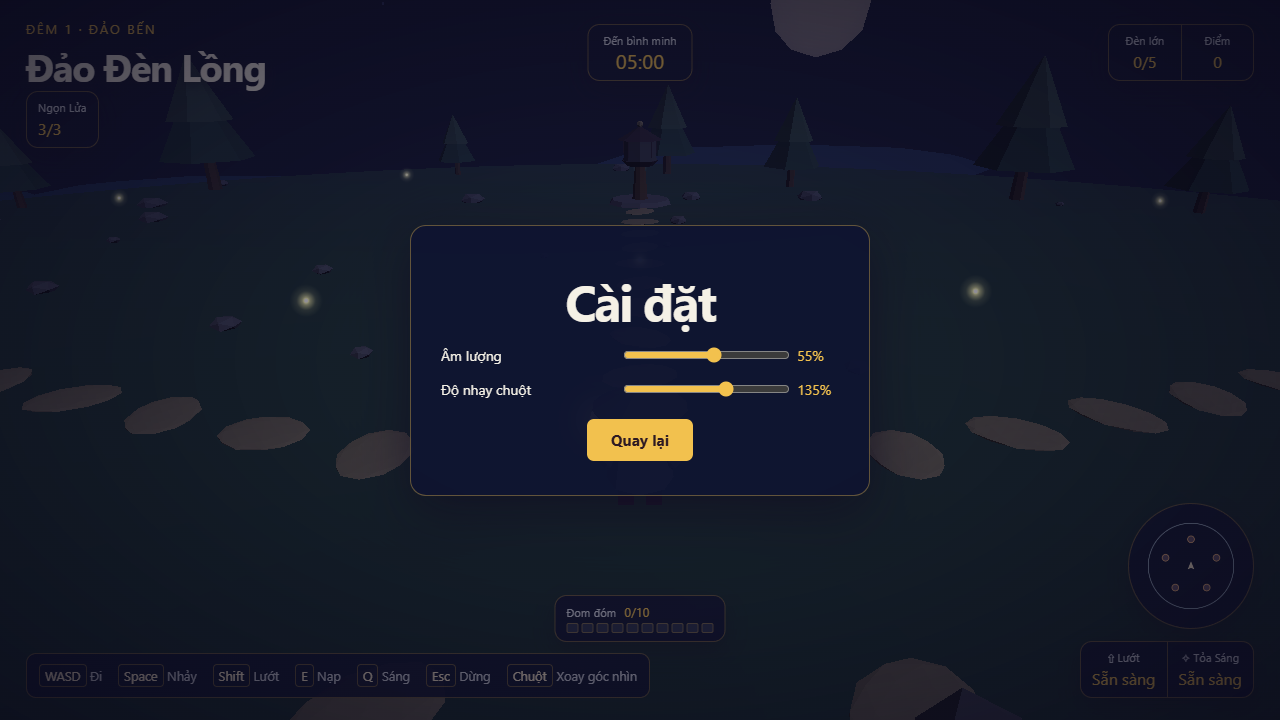 ĐÊM 1 · ĐẢO BẾN
Đảo Đèn Lồng
Ngọn Lửa
3/3
Đến bình minh
05:00
Đèn lớn
0/5
Điểm
0
Cài đặt
Âm lượng 55%
Độ nhạy chuột 135%
Quay lại
Đom đóm 0/10
WASD Đi Space Nhảy Shift Lướt E Nạp Q Sáng Esc Dừng Chuột Xoay góc nhìn
⇧ Lướt
Sẵn sàng
✧ Tỏa Sáng
Sẵn sàng